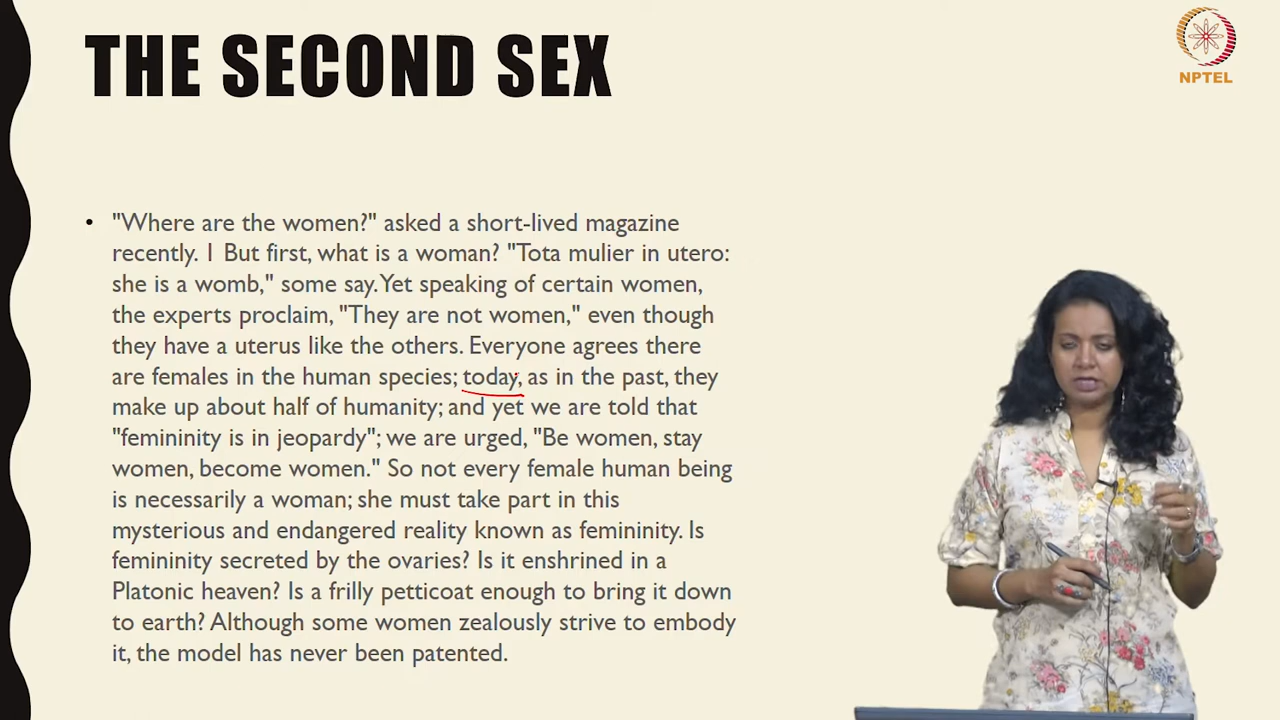 THE SECOND SEX
NPTEL
• "Where are the women?" asked a short-lived magazine
recently. 1 But first, what is a woman? "Tota mulier in utero:
she is a womb," some say. Yet speaking of certain women,
the experts proclaim, "They are not women," even though
they have a uterus like the others. Everyone agrees there
are females in the human species; today, as in the past, they
make up about half of humanity; and yet we are told that
"femininity is in jeopardy"; we are urged, "Be women, stay
women, become women." So not every female human being
is necessarily a woman; she must take part in this
mysterious and endangered reality known as femininity. Is
femininity secreted by the ovaries? Is it enshrined in a
Platonic heaven? Is a frilly petticoat enough to bring it down
to earth? Although some women zealously strive to embody
it, the model has never been patented.